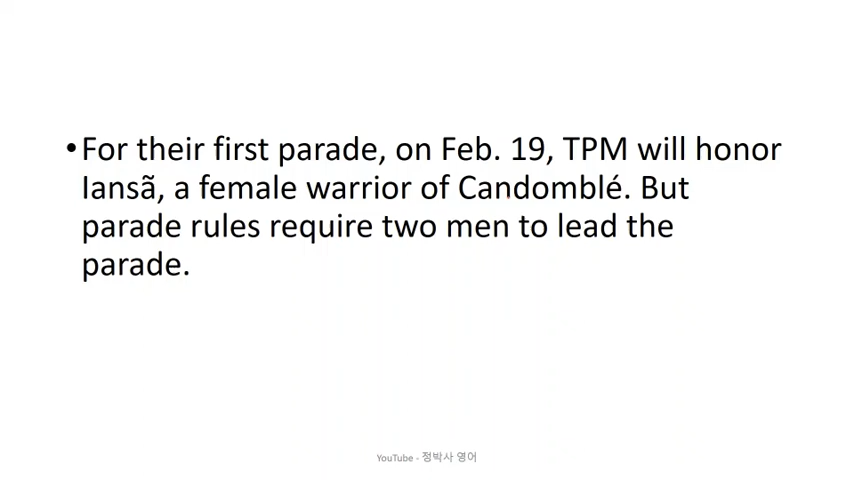 •For their first parade, on Feb. 19, TPM will honor
Iansã, a female warrior of Candomblé. But
parade rules require two men to lead the
parade.
YouTube - 정박사 영어